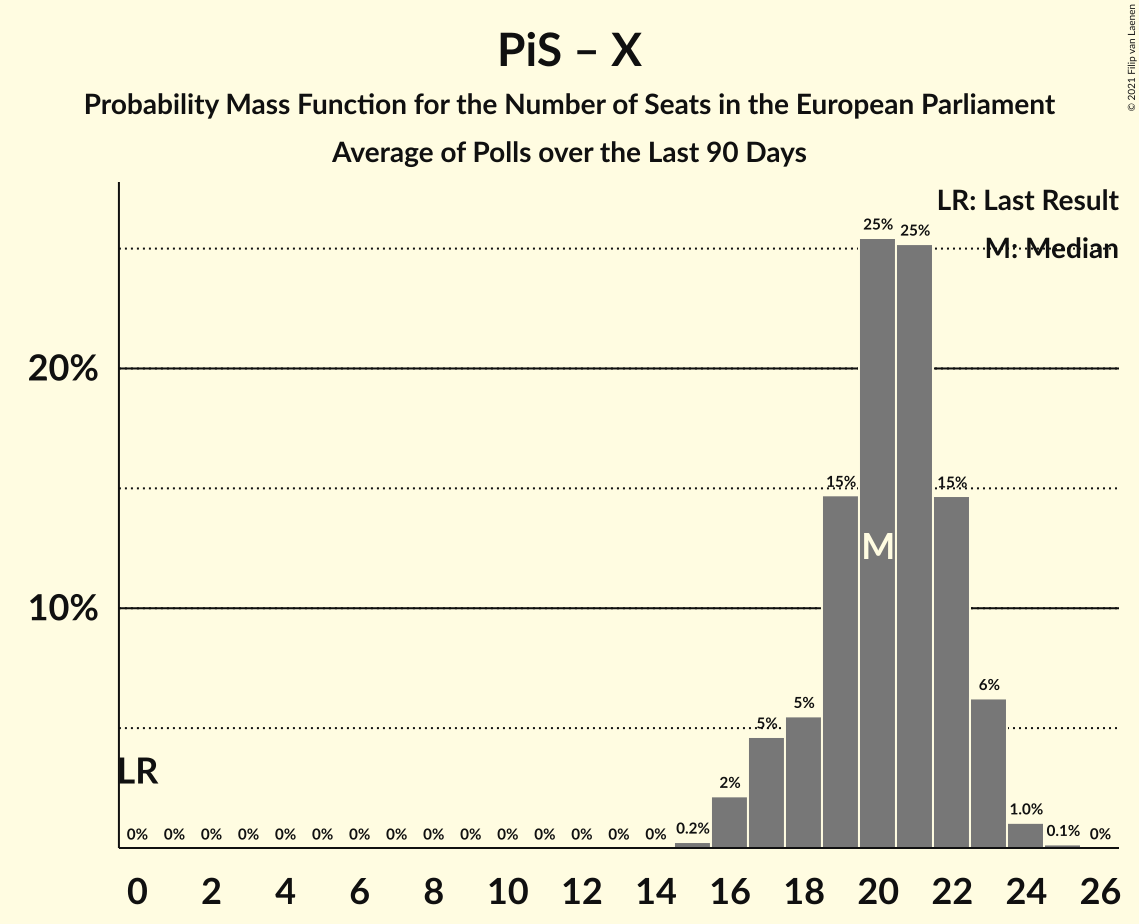 PiS – X
Probability Mass Function for the Number of Seats in the European Parliament
Average of Polls over the Last 90 Days
© 2021 Filip van Laenen
LR: Last Result
M: Median
25% 25%
20%
15% 15%
M
10%
6%
5% 5%
LR
2%
1.0%
0% 0% 0% 0% 0% 0% 0% 0% 0% 0% 0% 0% 0% 0% 0% 0.2% 0.1% 0%
0 2 4 6 8 10 12 14 16 18 20 22 24 26